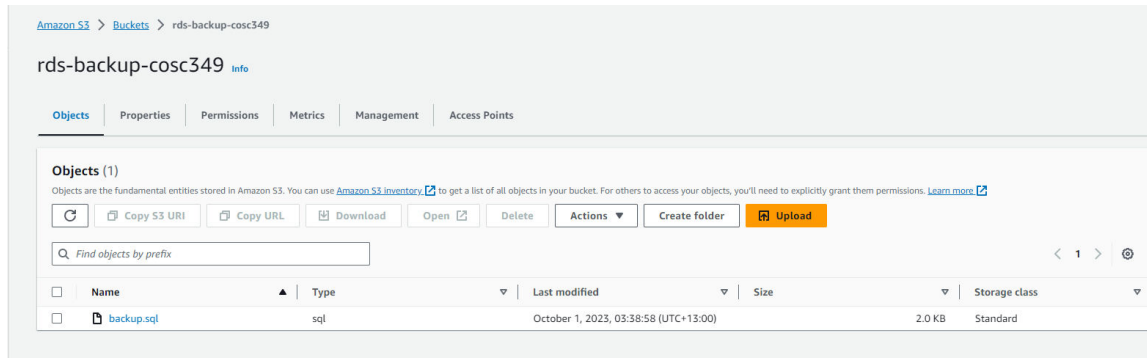 Amazon S3 > Buckets > rds-backup-cosc349
rds-backup-cosc349 Info
Objects Properties Permissions Metrics Management Access Points
Objects (1)
Objects are the fundamental entities stored in Amazon S3. You can use Amazon S3 inventory to get a list of all objects in your bucket. For others to access your objects, you'll need to explicitly grant them permissions. Learn more
Copy S3 URI Copy URL Download Open Delete Actions Create folder Upload
Find objects by prefix < 1 >
Name Type Last modified Size Storage class
backup.sql sql October 1, 2023, 03:38:58 (UTC+13:00) 2.0 KB Standard